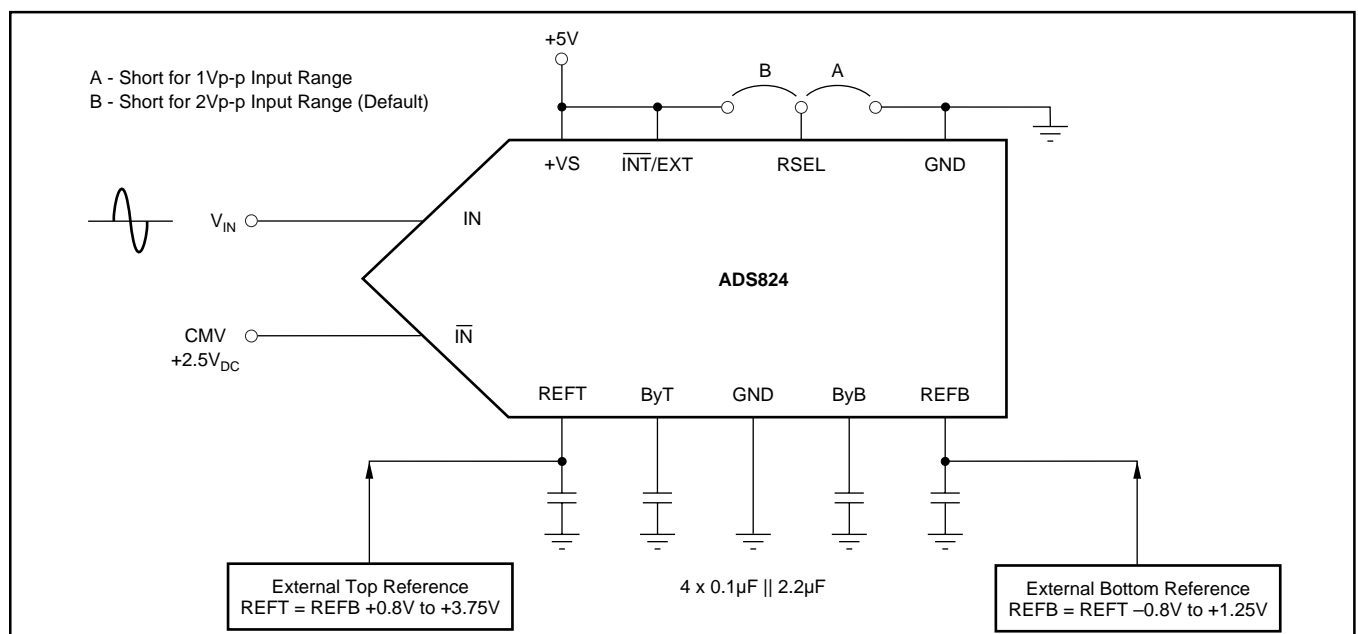 +5V
A - Short for 1Vp-p Input Range
B - Short for 2Vp-p Input Range (Default)
B
A
+VS
INT/EXT
RSEL
GND
VIN
IN
ADS824
CMV
+2.5VDC
IN
REFT
ByT
GND
ByB
REFB
External Top Reference
REFT = REFB +0.8V to +3.75V
4 x 0.1µF || 2.2µF
External Bottom Reference
REFB = REFT –0.8V to +1.25V